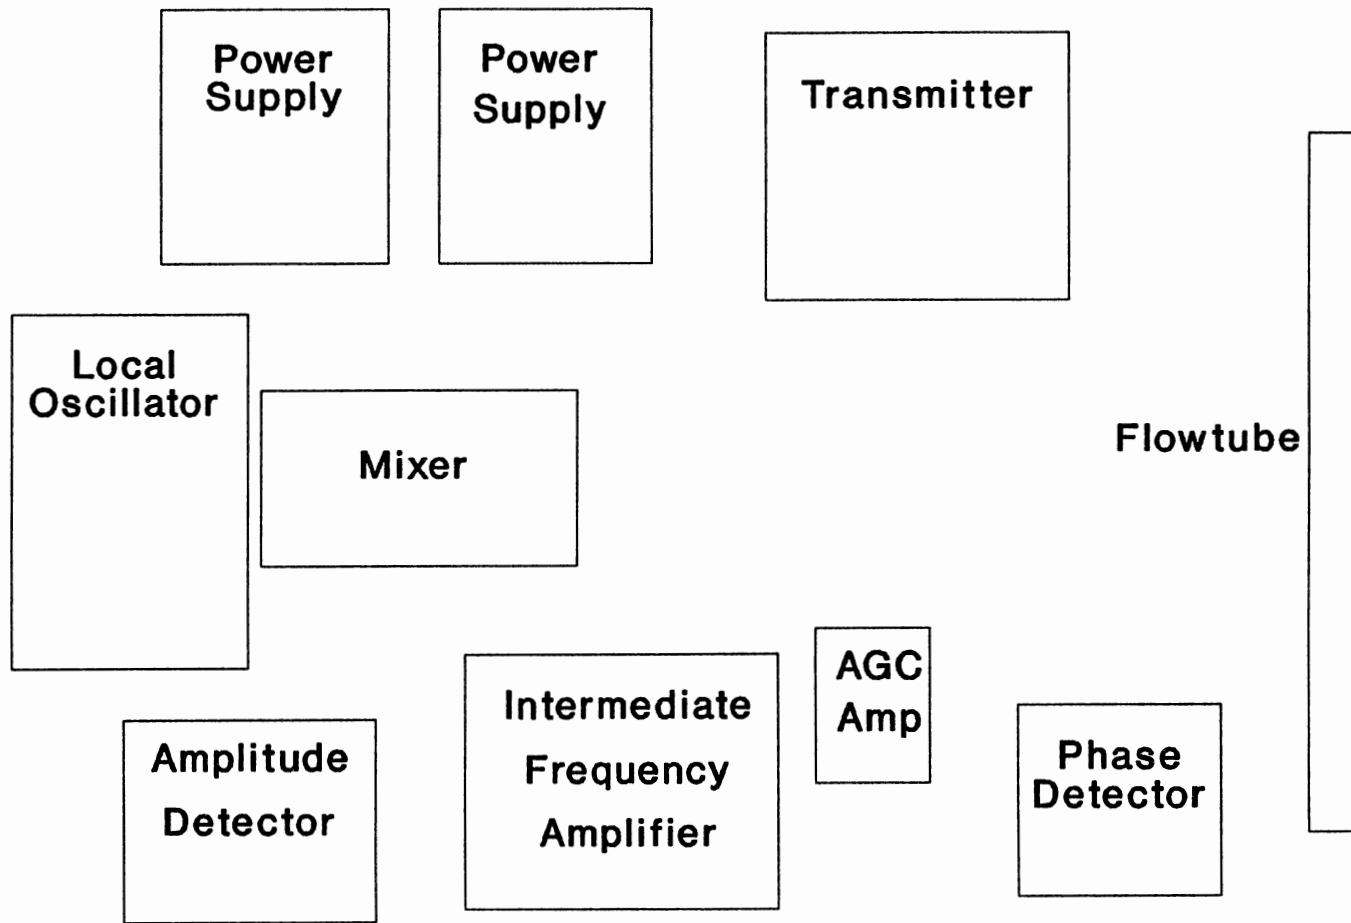 Power
Supply
Power
Supply
Transmitter
Local
Oscillator
Mixer
Flowtube
Amplitude
Detector
Intermediate
Frequency
Amplifier
AGC
Amp
Phase
Detector